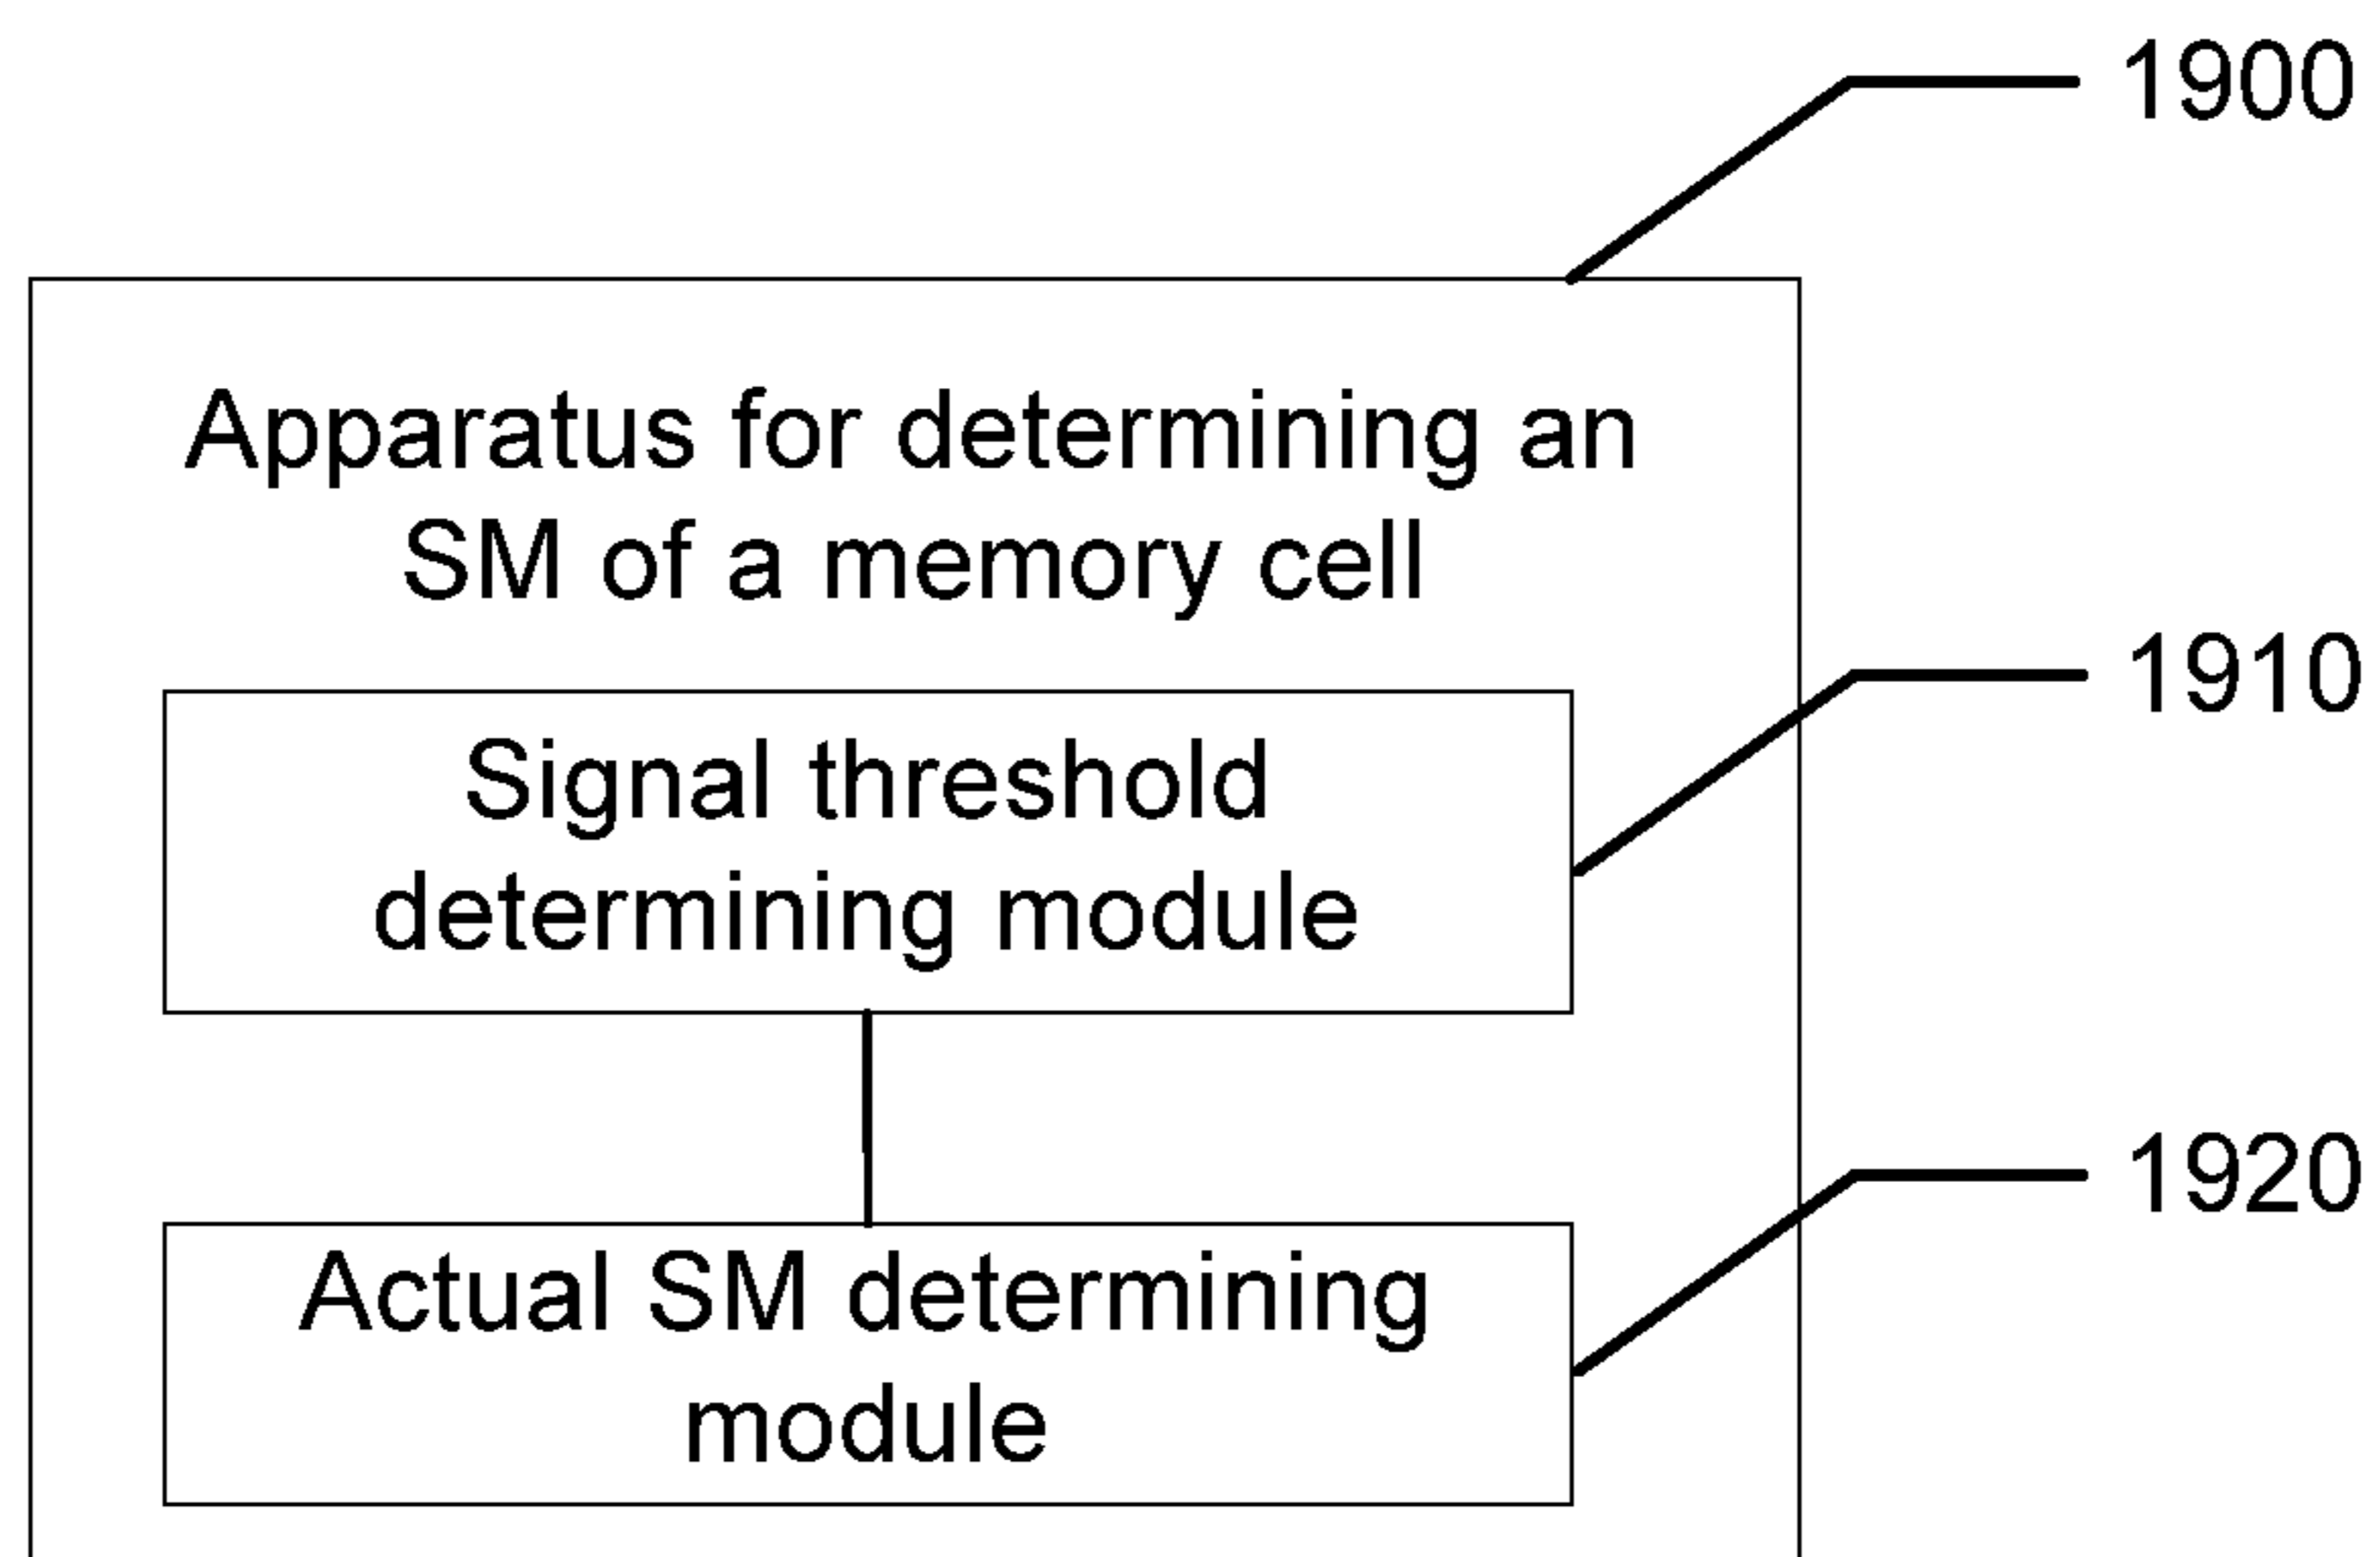 1900
Apparatus for determining an
SM of a memory cell
1910
Signal threshold
determining module
1920
Actual SM determining
module